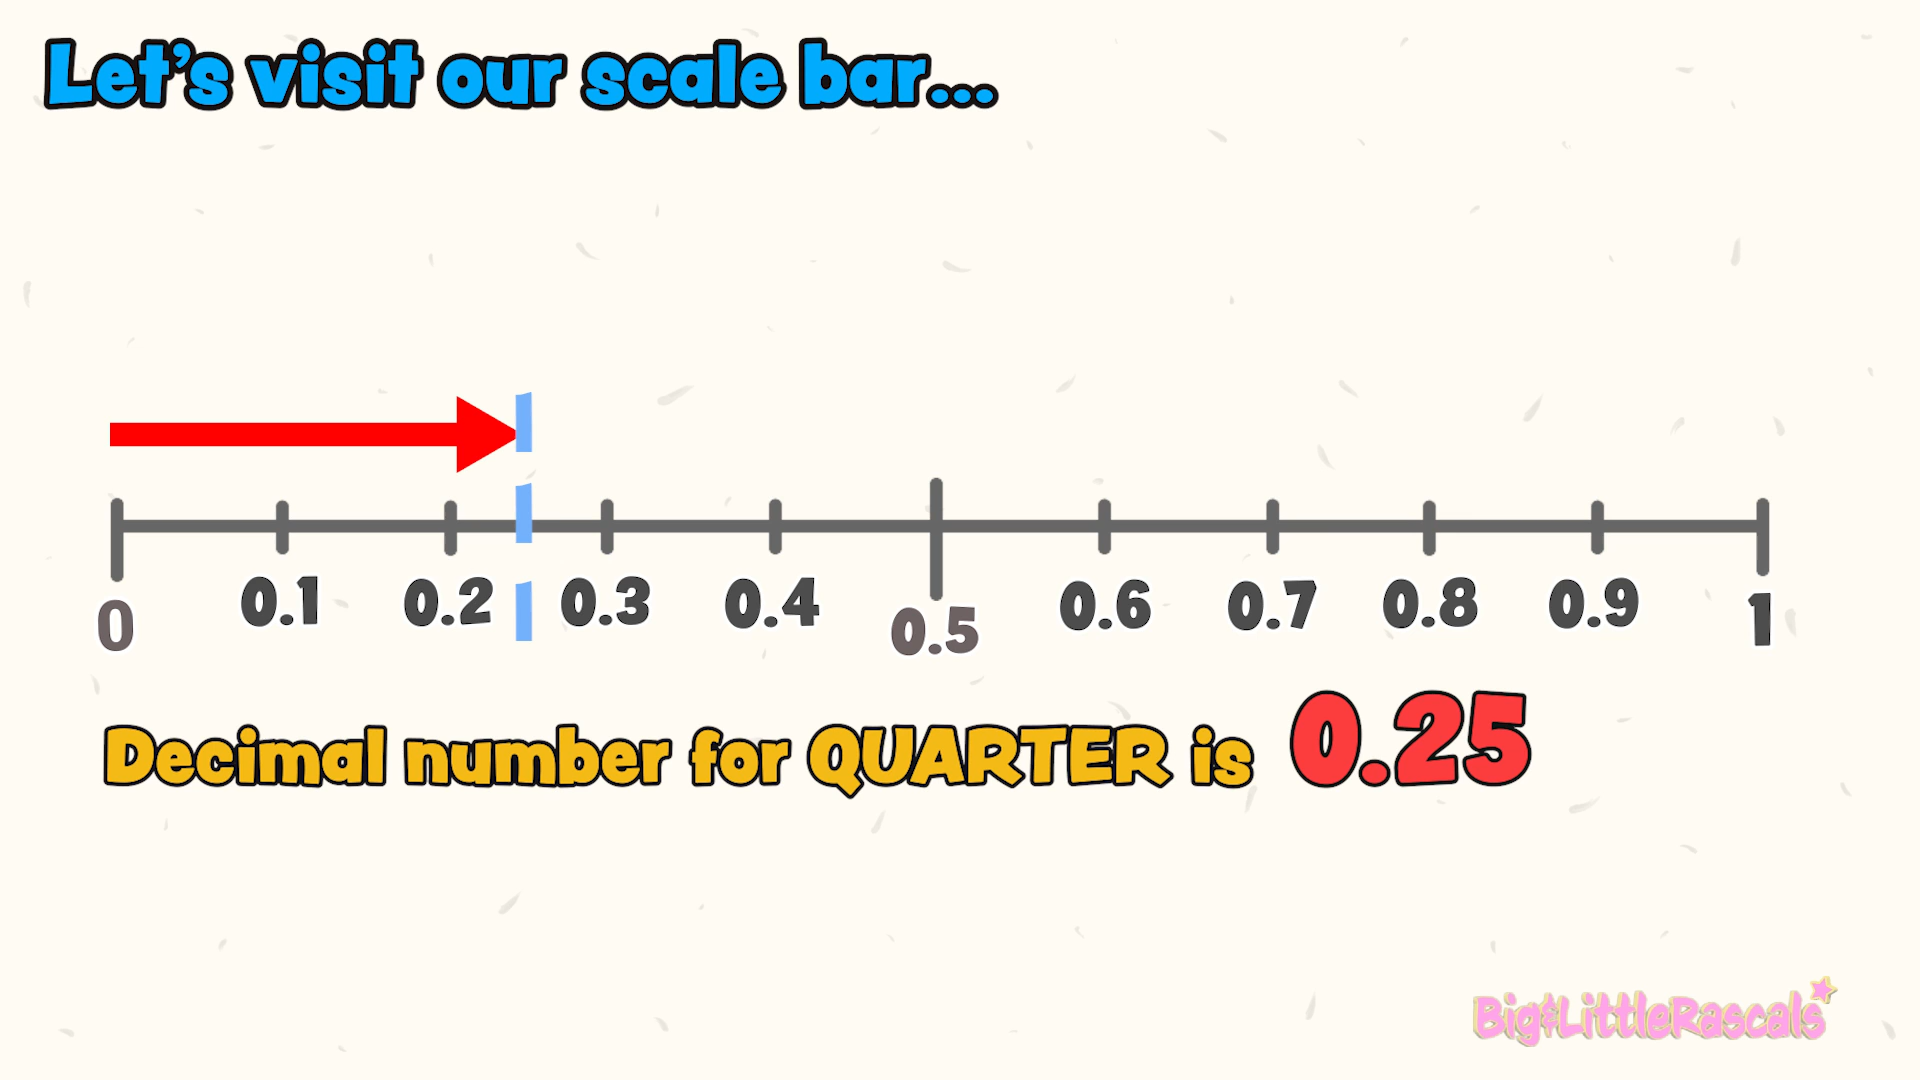 Let's visit our scale bar...
0 0.1 0.2 0.3 0.4 0.5 0.6 0.7 0.8 0.9 1
Decimal number for QUARTER is 0.25
Big&LittleRascals